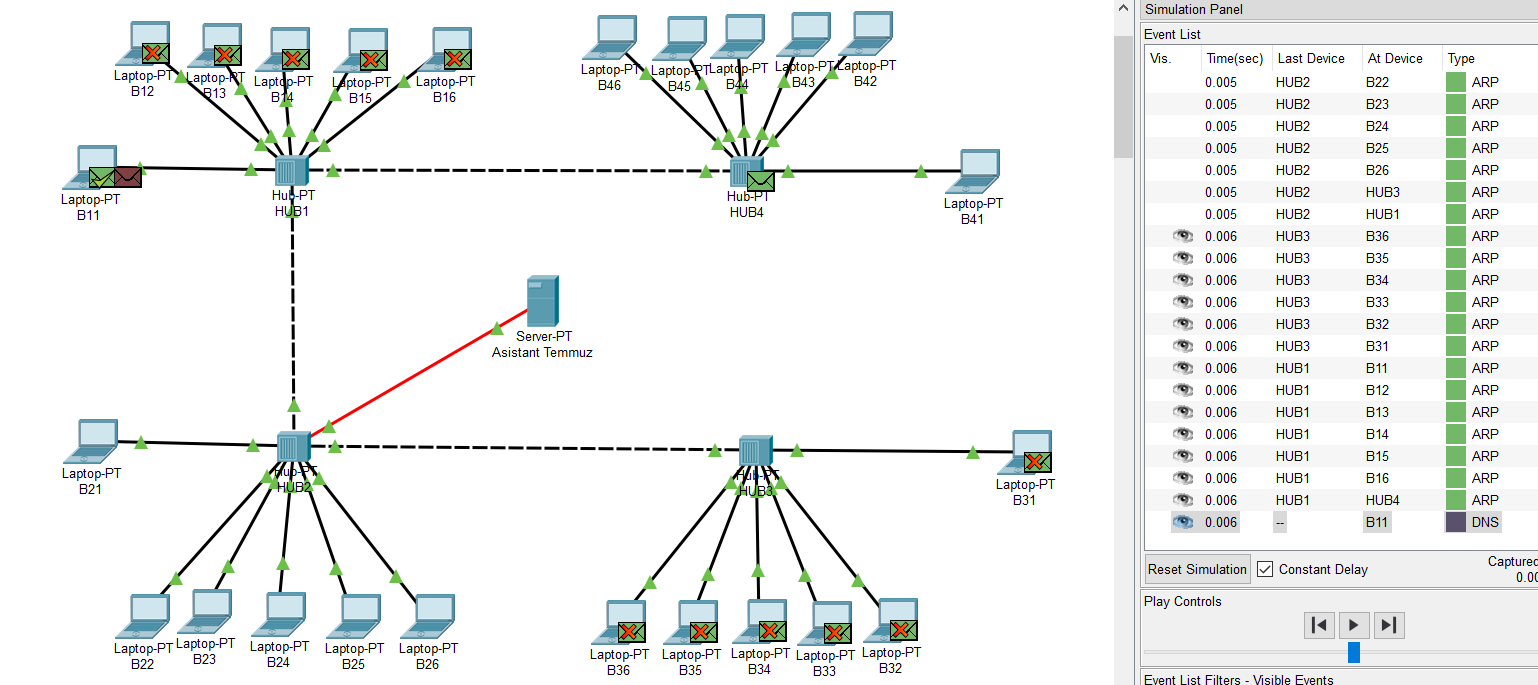 Laptop-PT
B12
Laptop-PT
B13
Laptop-PT
B14
Laptop-PT
B15
Laptop-PT
B16
Laptop-PT
B46
Laptop-PT
B45
Laptop-PT
B44
Laptop-PT
B43
Laptop-PT
B42
Laptop-PT
B11
Hub-PT
HUB1
Hub-PT
HUB4
Laptop-PT
B41
Server-PT
Asistant Temmuz
Laptop-PT
B21
Hub-PT
HUB2
Hub-PT
HUB3
Laptop-PT
B31
Laptop-PT
B22
Laptop-PT
B23
Laptop-PT
B24
Laptop-PT
B25
Laptop-PT
B26
Laptop-PT
B36
Laptop-PT
B35
Laptop-PT
B34
Laptop-PT
B33
Laptop-PT
B32
Simulation Panel
Event List
Vis. Time(sec) Last Device At Device Type
0.005 HUB2 B22 ARP
0.005 HUB2 B23 ARP
0.005 HUB2 B24 ARP
0.005 HUB2 B25 ARP
0.005 HUB2 B26 ARP
0.005 HUB2 HUB3 ARP
0.005 HUB2 HUB1 ARP
0.006 HUB3 B36 ARP
0.006 HUB3 B35 ARP
0.006 HUB3 B34 ARP
0.006 HUB3 B33 ARP
0.006 HUB3 B32 ARP
0.006 HUB3 B31 ARP
0.006 HUB1 B11 ARP
0.006 HUB1 B12 ARP
0.006 HUB1 B13 ARP
0.006 HUB1 B14 ARP
0.006 HUB1 B15 ARP
0.006 HUB1 B16 ARP
0.006 HUB1 HUB4 ARP
0.006 -- B11 DNS
Reset Simulation Constant Delay Captured
0.00
Play Controls
Event List Filters - Visible Events